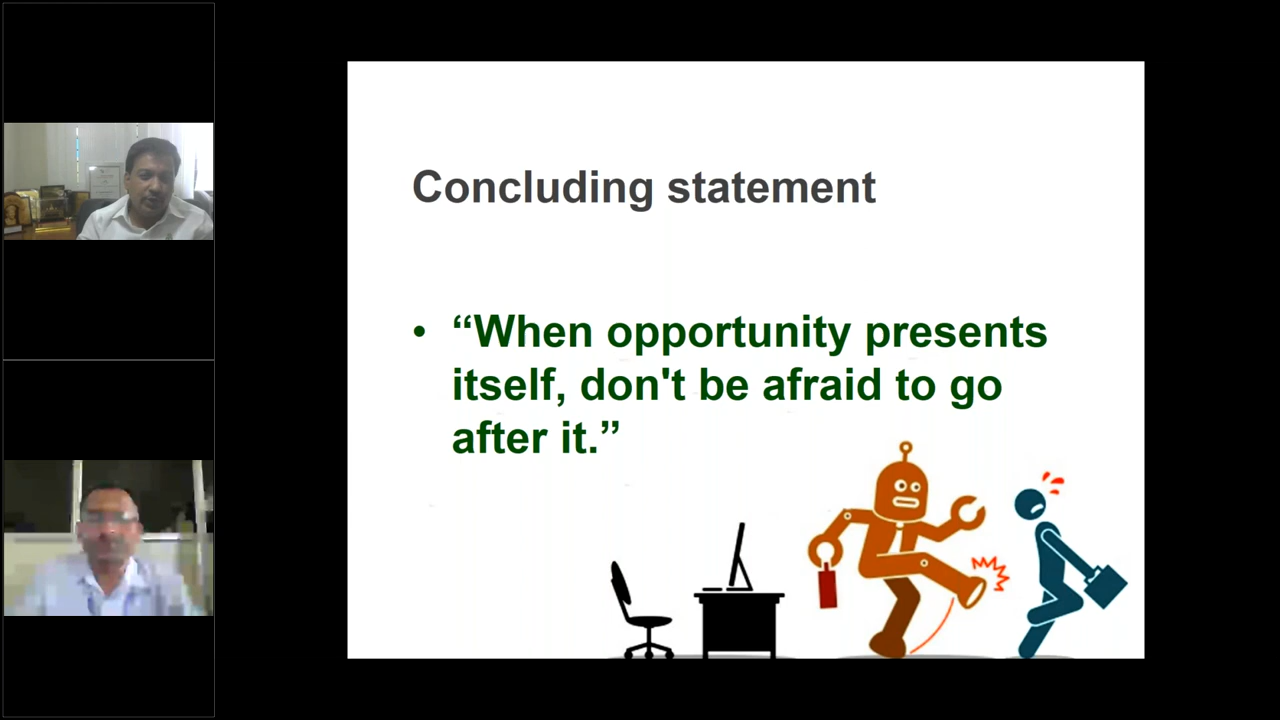 Concluding statement
• “When opportunity presents
itself, don't be afraid to go
after it.”